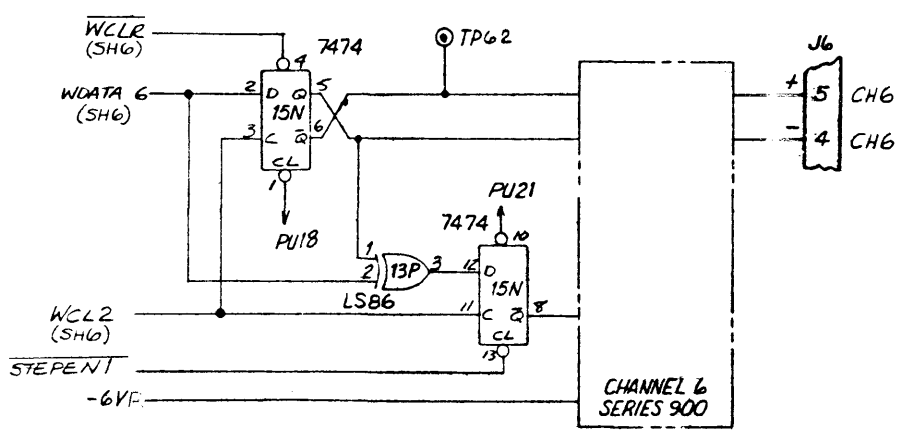 WCLR
(SH6)
7474
4
TP62
J6
WDATA 6
(SH6)
2 D Q 5
15N
3 C Q 6
CL
1
PU18
+ 5 CH6
- 4 CH6
PU21
7474
10
1
2
13P
3
LS86
12 D
15N
11 C Q 8
CL
13
WCL2
(SH6)
STEPENT
-6VF
CHANNEL 6
SERIES 900